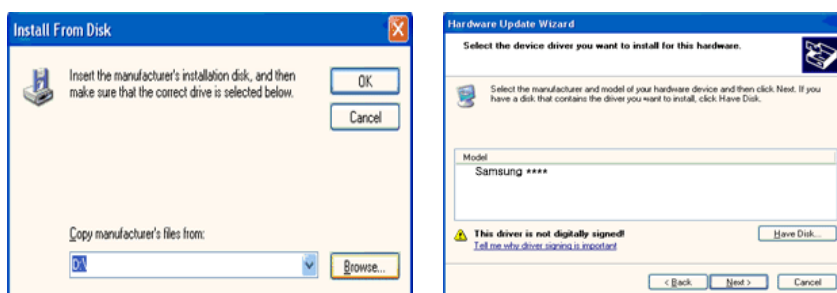 Install From Disk
Insert the manufacturer's installation disk, and then
make sure that the correct drive is selected below.
OK
Cancel
Copy manufacturer's files from:
D:\
Browse...
Hardware Update Wizard
Select the device driver you want to install for this hardware.
Select the manufacturer and model of your hardware device and then click Next. If you
have a disk that contains the driver you want to install, click Have Disk.
Model
Samsung ****
This driver is not digitally signed!
Tell me why driver signing is important
Have Disk...
< Back
Next >
Cancel